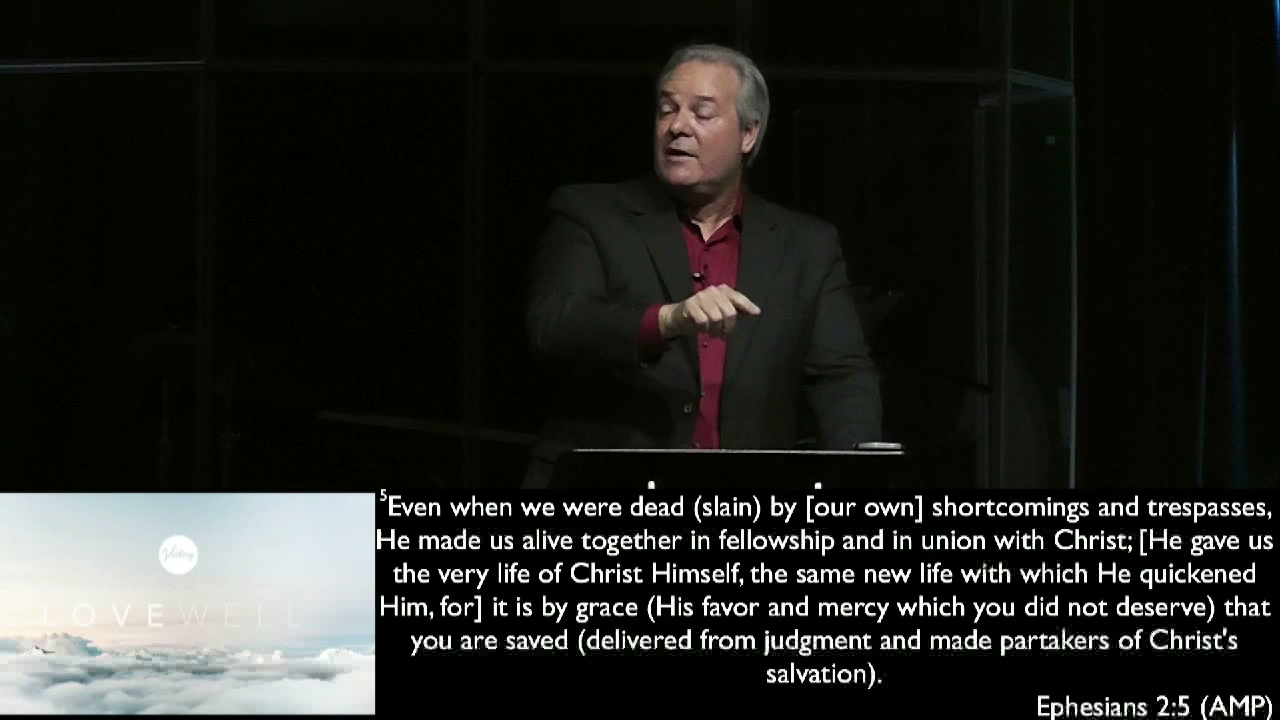 Victory
LOVEWELL
5Even when we were dead (slain) by [our own] shortcomings and trespasses,
He made us alive together in fellowship and in union with Christ; [He gave us
the very life of Christ Himself, the same new life with which He quickened
Him, for] it is by grace (His favor and mercy which you did not deserve) that
you are saved (delivered from judgment and made partakers of Christ's
salvation).
Ephesians 2:5 (AMP)